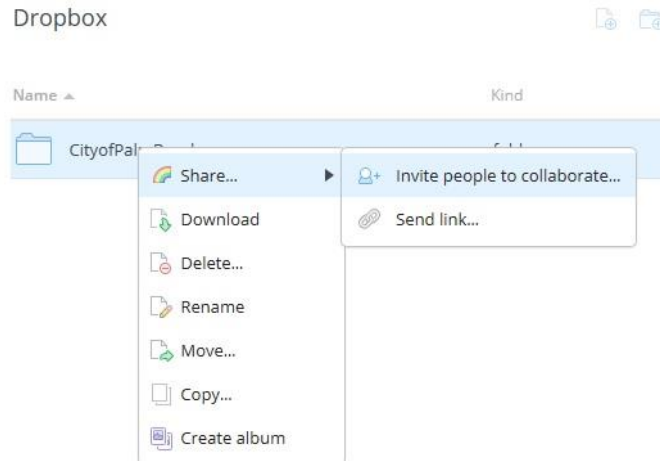 Dropbox
Name Kind
Share...
Invite people to collaborate...
Download
Send link...
Delete...
Rename
Move...
Copy...
Create album